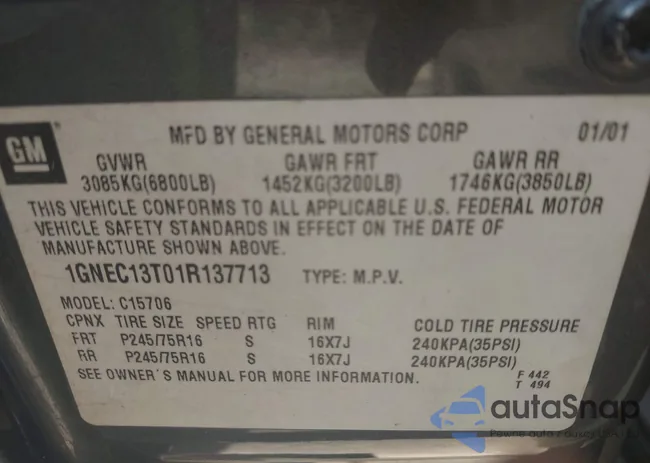 GM
MFD BY GENERAL MOTORS CORP 01/01
GVWR GAWR FRT GAWR RR
3085KG(6800LB) 1452KG(3200LB) 1746KG(3850LB)
THIS VEHICLE CONFORMS TO ALL APPLICABLE U.S. FEDERAL MOTOR
VEHICLE SAFETY STANDARDS IN EFFECT ON THE DATE OF
MANUFACTURE SHOWN ABOVE.
1GNEC13T01R137713 TYPE: M.P.V.
MODEL: C15706
CPNX TIRE SIZE SPEED RTG RIM COLD TIRE PRESSURE
FRT P245/75R16 S 16X7J 240KPA(35PSI)
RR P245/75R16 S 16X7J 240KPA(35PSI)
SEE OWNER'S MANUAL FOR MORE INFORMATION.
F 442
T 494
autoSnap
Pewne auto z